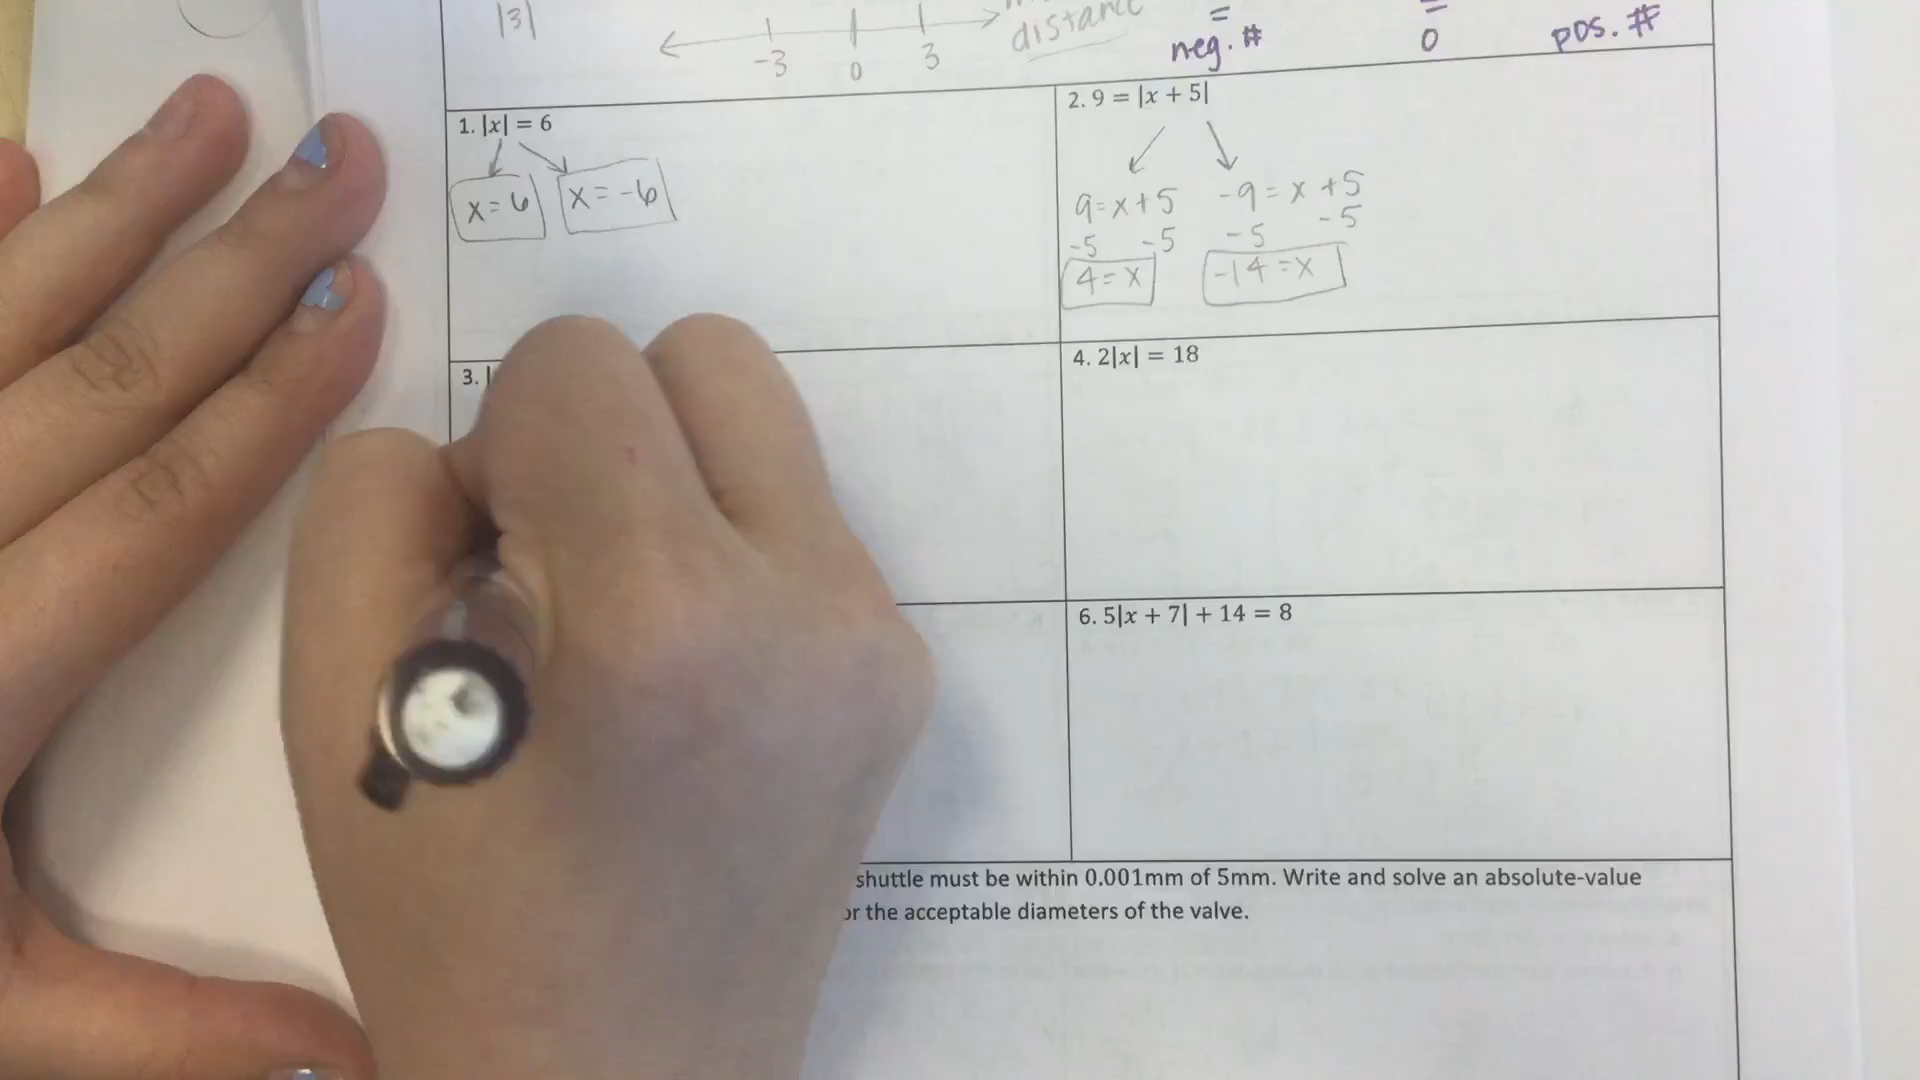 |3|
-3 0 3
distance
= neg. #
= 0
pos. #
1. |x| = 6
x = 6 x = -6
2. 9 = |x + 5|
9 = x + 5 -9 = x + 5
-5 -5 -5 -5
4 = x -14 = x
3. |
4. 2|x| = 18
6. 5|x + 7| + 14 = 8
shuttle must be within 0.001mm of 5mm. Write and solve an absolute-value
the acceptable diameters of the valve.